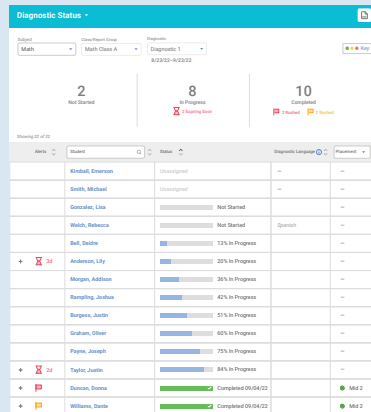 Diagnostic Status
Subject Class/Report Group Diagnostic
Math Math Class A Diagnostic 1 Key
8/23/22–9/23/22
2 8 10
Not Started In Progress Completed
2 Expiring Soon 2 Rushed 2 Rushed
Showing 22 of 22
Alerts Student Status Diagnostic Language Placement
Kimball, Emerson Unassigned – –
Smith, Michael Unassigned – –
Gonzalez, Lisa Not Started –
Welch, Rebecca Not Started Spanish –
Bell, Deidre 13% In Progress –
+ 3d Anderson, Lily 20% In Progress –
Morgan, Addison 36% In Progress –
Rampling, Joshua 42% In Progress –
Burgess, Justin 51% In Progress –
Graham, Oliver 60% In Progress –
Payne, Joseph 75% In Progress –
+ 2d Taylor, Justin 84% In Progress –
+ Duncan, Donna Completed 09/04/22 Mid 2
+ Williams, Dante Completed 09/04/22 Mid 2